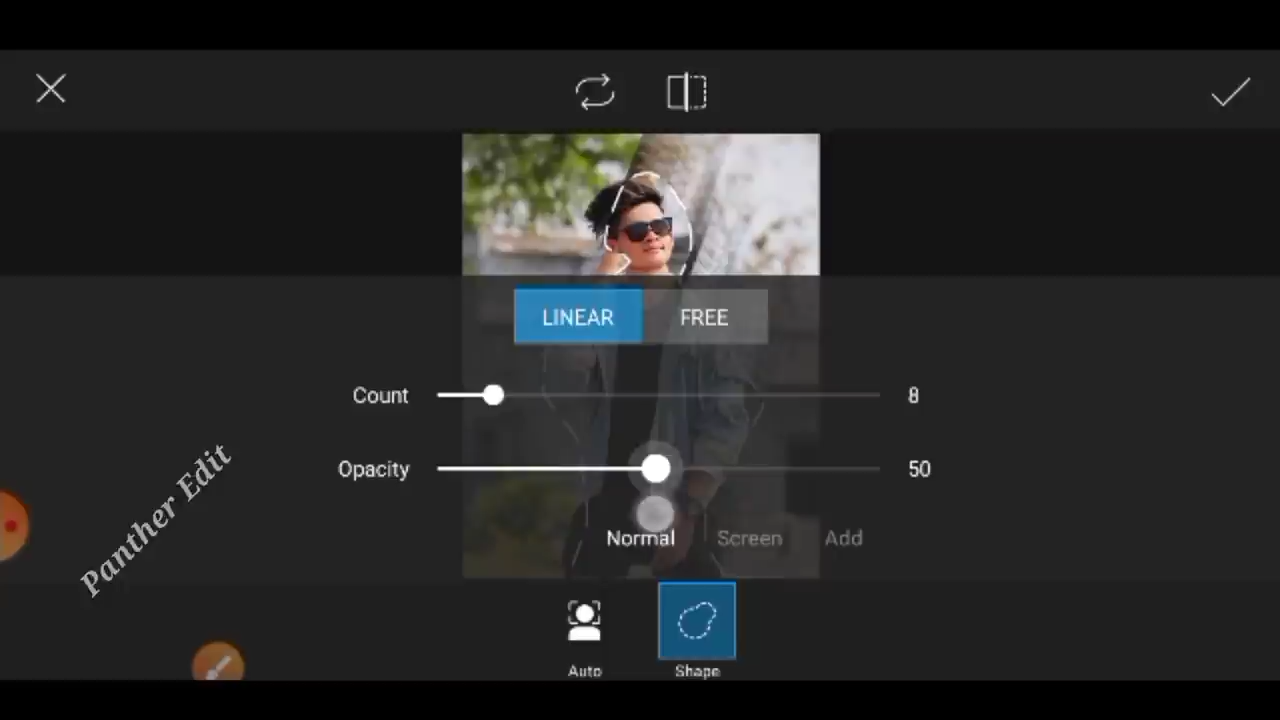 LINEAR FREE
Count 8
Opacity 50
Normal Screen Add
Panther Edit
Auto Shape